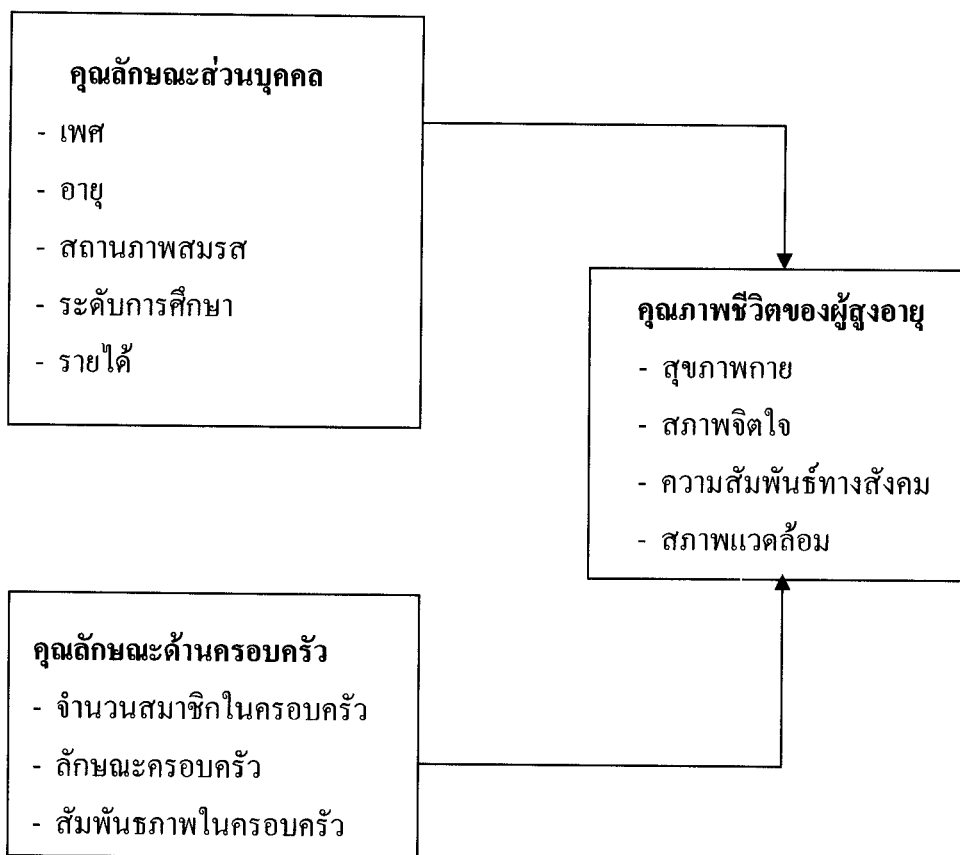 คุณลักษณะส่วนบุคคล
- เพศ
- อายุ
- สถานภาพสมรส
- ระดับการศึกษา
- รายได้
คุณภาพชีวิตของผู้สูงอายุ
- สุขภาพกาย
- สภาพจิตใจ
- ความสัมพันธ์ทางสังคม
- สภาพแวดล้อม
คุณลักษณะด้านครอบครัว
- จำนวนสมาชิกในครอบครัว
- ลักษณะครอบครัว
- สัมพันธภาพในครอบครัว